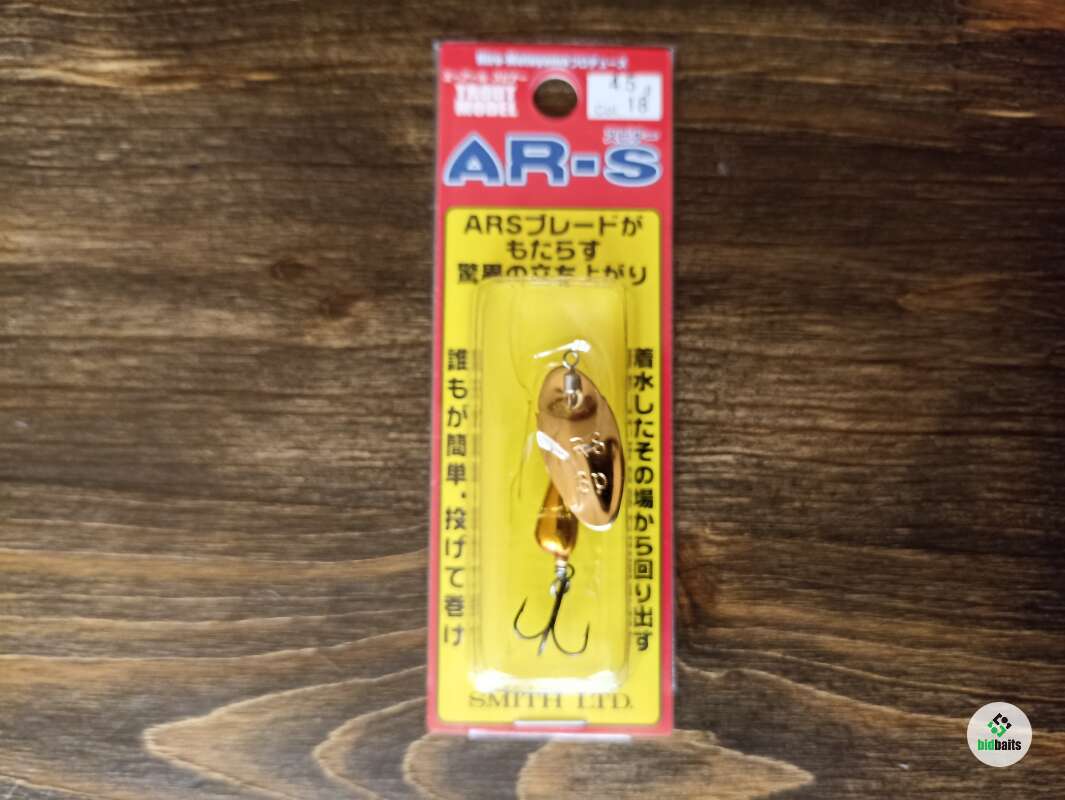 TROUT
MODEL
4.5g
COL. 18
AR-S
ARSブレードが
もたらす
驚異の立ち上がり
誰もが簡単、投げて巻け
着水したその場から回り出す
SMITH LTD.
bidbaits